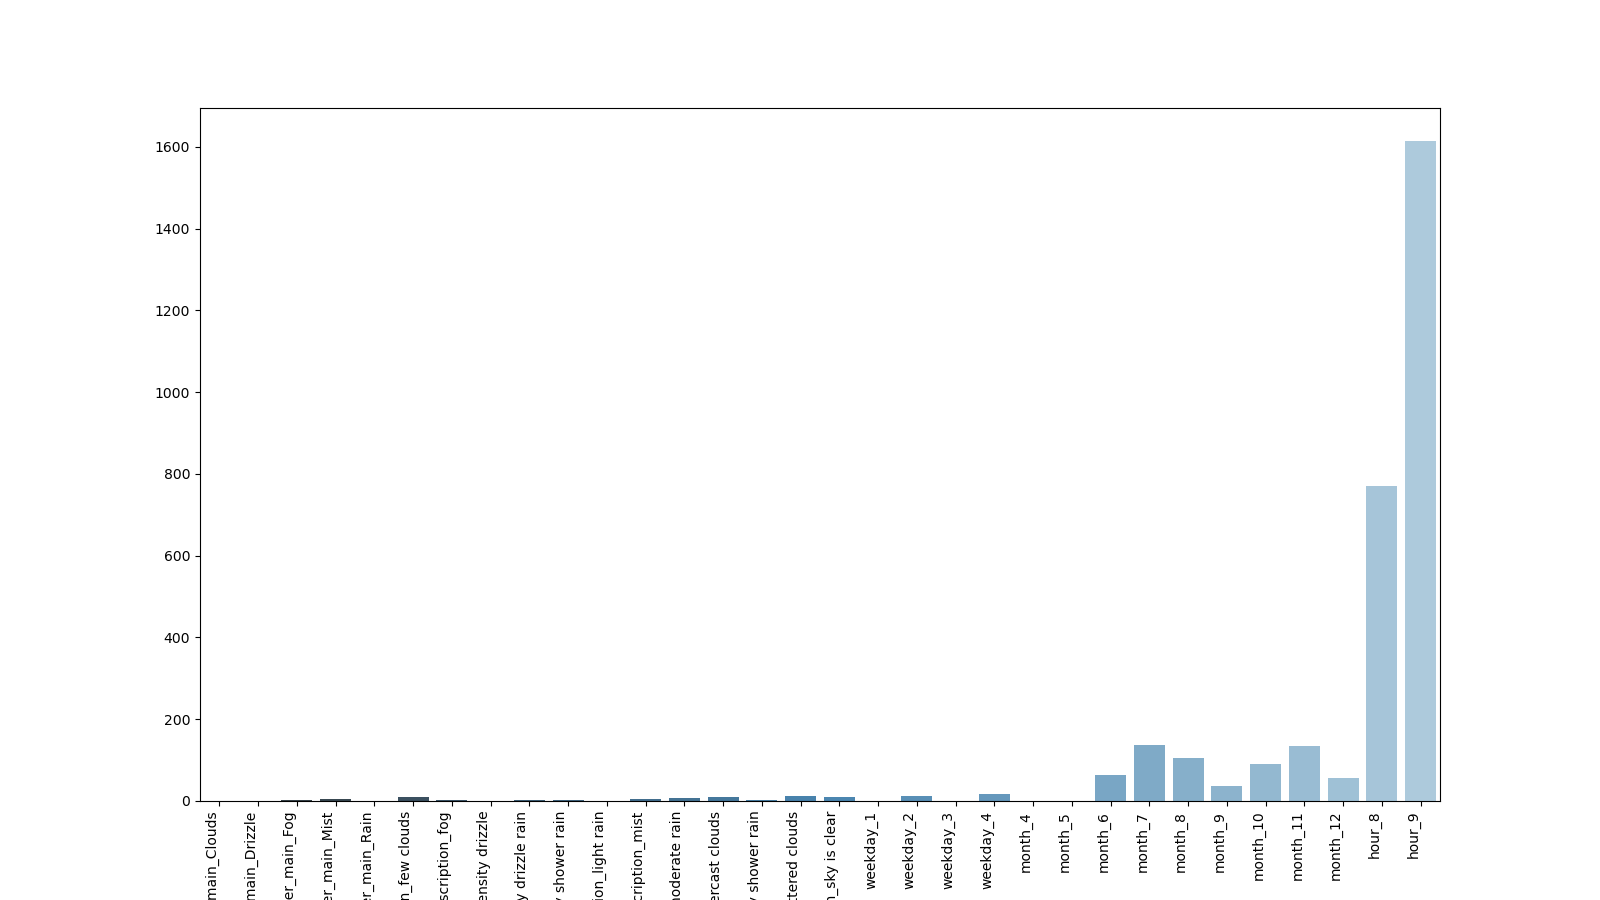 1600
1400
1200
1000
800
600
400
200
0
main_Clouds
main_Drizzle
er_main_Fog
er_main_Mist
er_main_Rain
n_few clouds
scription_fog
ensity drizzle
y drizzle rain
y shower rain
ion_light rain
cription_mist
noderate rain
ercast clouds
y shower rain
ttered clouds
n_sky is clear
weekday_1
weekday_2
weekday_3
weekday_4
month_4
month_5
month_6
month_7
month_8
month_9
month_10
month_11
month_12
hour_8
hour_9